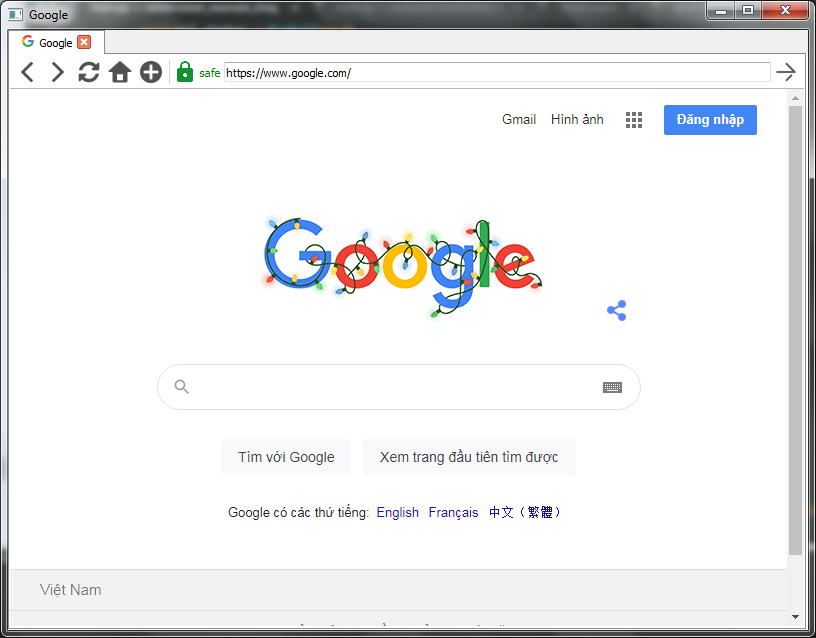 Google
Google
safe https://www.google.com/
Gmail Hình ảnh Đăng nhập
Google
Tìm với Google Xem trang đầu tiên tìm được
Google có các thứ tiếng: English Français 中文（繁體）
Việt Nam